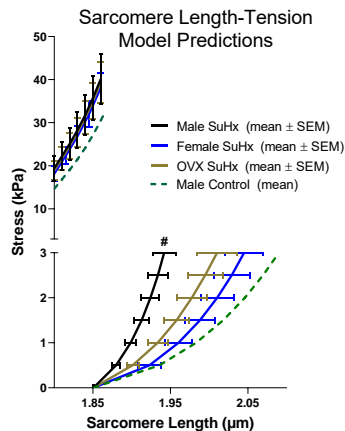 Sarcomere Length-Tension
Model Predictions
50
40
30
20
10
Stress (kPa)
Male SuHx (mean ± SEM)
Female SuHx (mean ± SEM)
OVX SuHx (mean ± SEM)
Male Control (mean)
#
3
2
1
0
1.85 1.95 2.05
Sarcomere Length (µm)